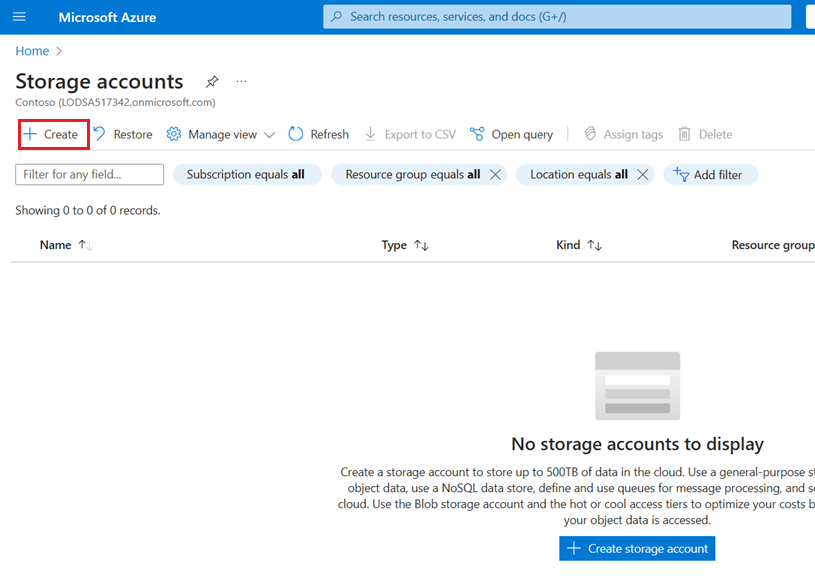 Microsoft Azure
Search resources, services, and docs (G+/)
Home
Storage accounts
Contoso (LODSA517342.onmicrosoft.com)
Create Restore Manage view Refresh Export to CSV Open query Assign tags Delete
Filter for any field... Subscription equals all Resource group equals all Location equals all Add filter
Showing 0 to 0 of 0 records.
Name Type Kind Resource group
No storage accounts to display
Create a storage account to store up to 500TB of data in the cloud. Use a general-purpose
object data, use a NoSQL data store, define and use queues for message processing, and
cloud. Use the Blob storage account and the hot or cool access tiers to optimize your costs
your object data is accessed.
Create storage account